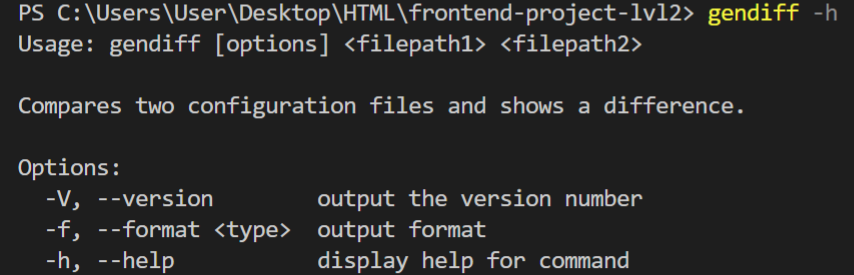 PS C:\Users\User\Desktop\HTML\frontend-project-lvl2> gendiff -h
Usage: gendiff [options] <filepath1> <filepath2>
Compares two configuration files and shows a difference.
Options:
-V, --version output the version number
-f, --format <type> output format
-h, --help display help for command